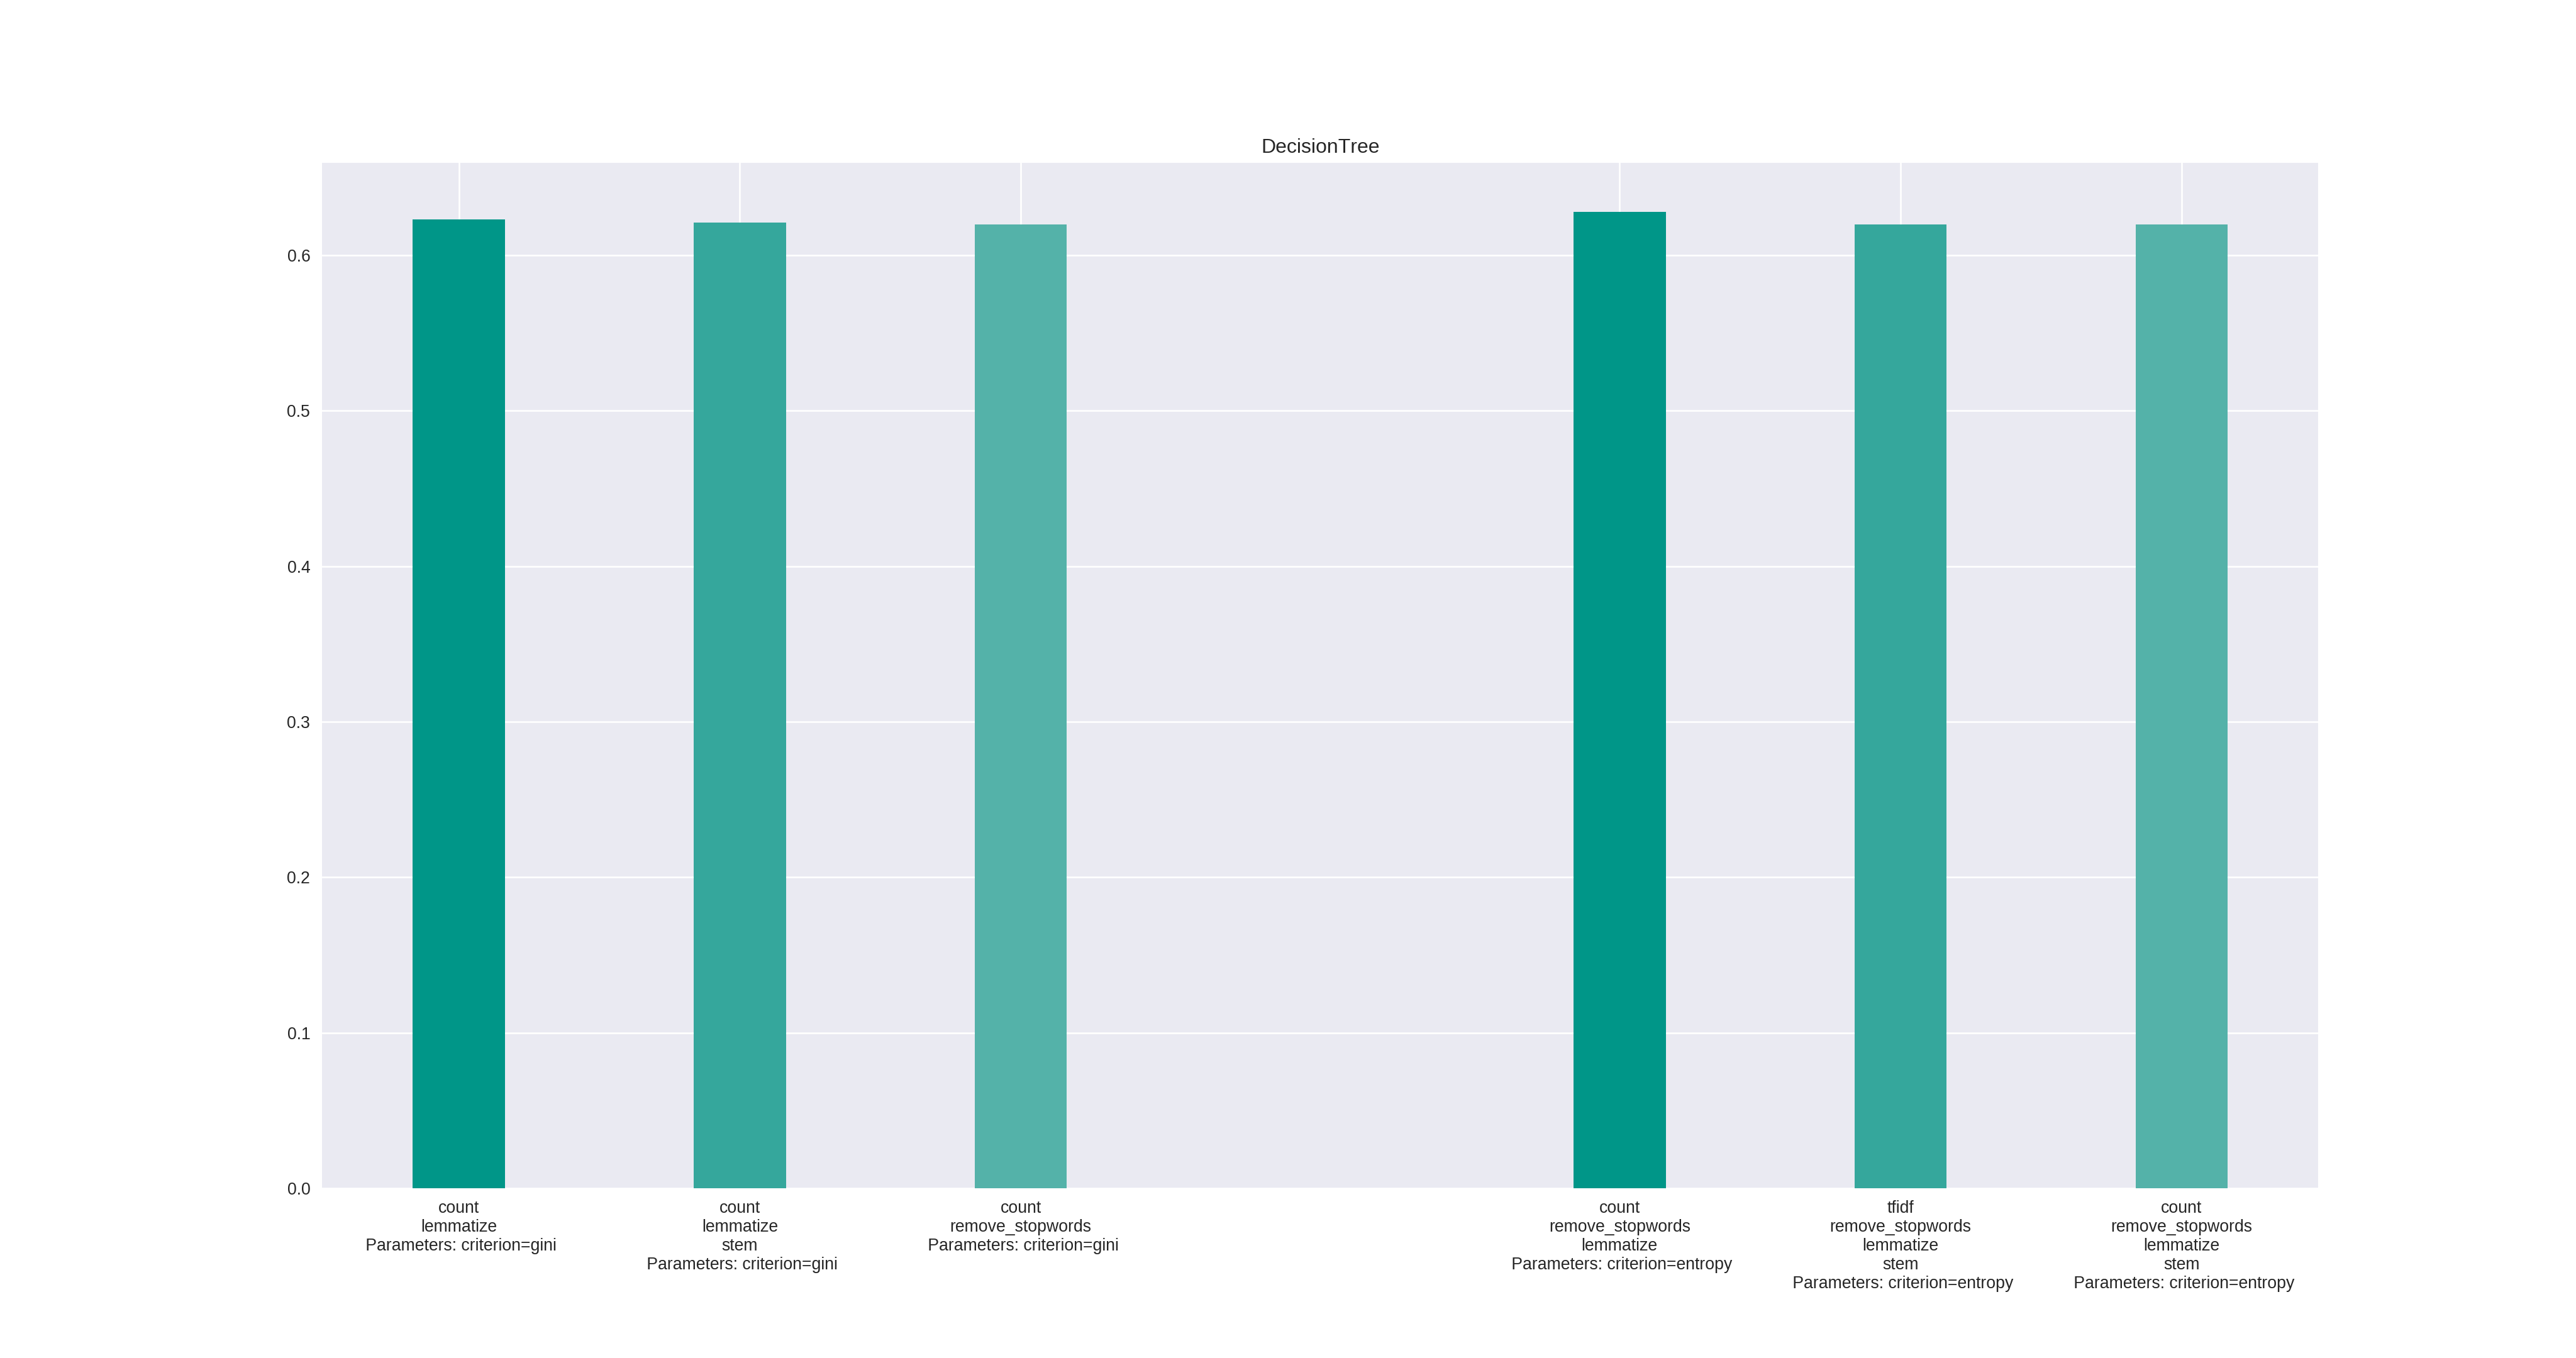 DecisionTree
0.6
0.5
0.4
0.3
0.2
0.1
0.0
count
lemmatize
Parameters: criterion=gini
count
lemmatize
stem
Parameters: criterion=gini
count
remove_stopwords
Parameters: criterion=gini
count
remove_stopwords
lemmatize
Parameters: criterion=entropy
tfidf
remove_stopwords
lemmatize
stem
Parameters: criterion=entropy
count
remove_stopwords
lemmatize
stem
Parameters: criterion=entropy